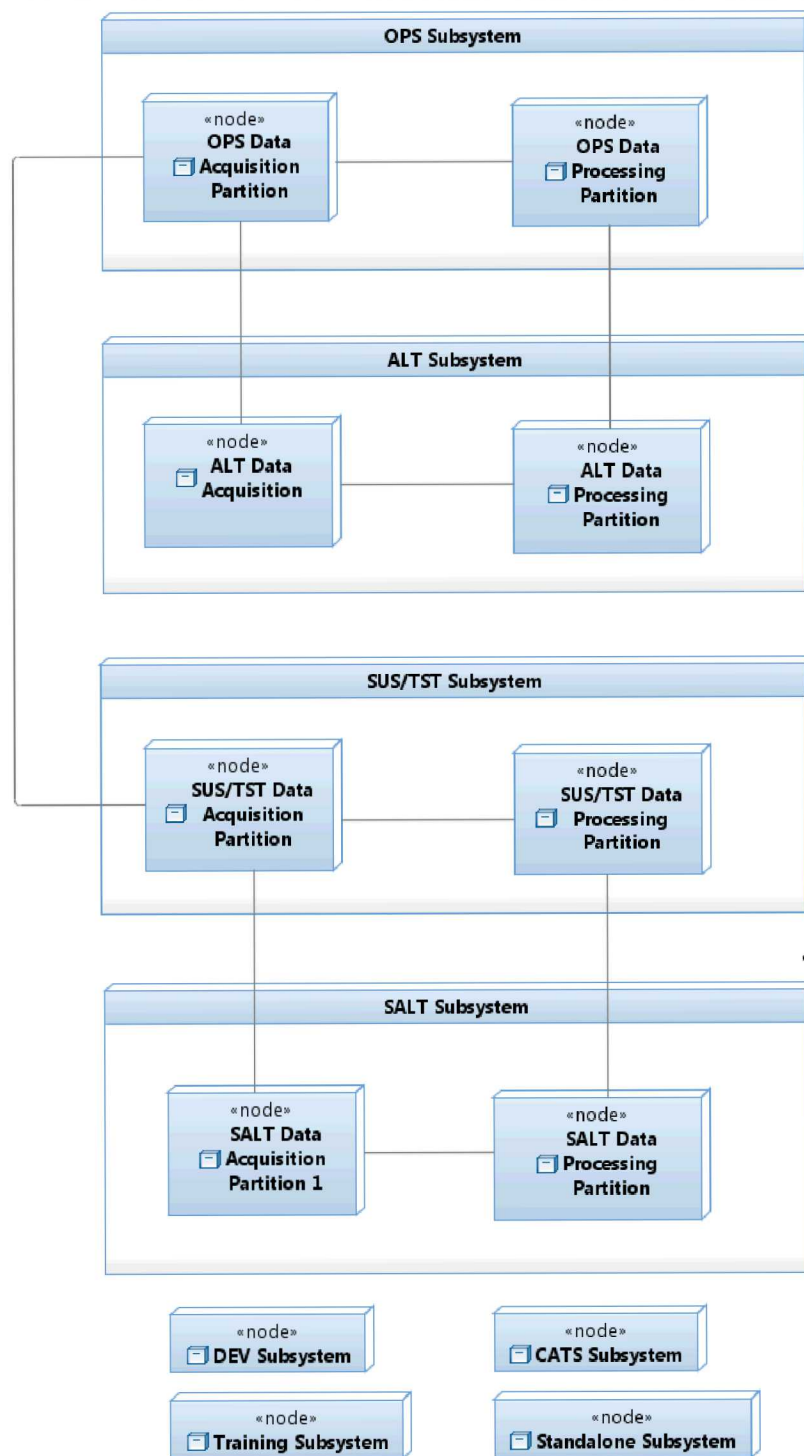 OPS Subsystem
«node»
OPS Data
Acquisition
Partition
«node»
OPS Data
Processing
Partition
ALT Subsystem
«node»
ALT Data
Acquisition
«node»
ALT Data
Processing
Partition
SUS/TST Subsystem
«node»
SUS/TST Data
Acquisition
Partition
«node»
SUS/TST Data
Processing
Partition
SALT Subsystem
«node»
SALT Data
Acquisition
Partition 1
«node»
SALT Data
Processing
Partition
«node»
DEV Subsystem
«node»
CATS Subsystem
«node»
Training Subsystem
«node»
Standalone Subsystem